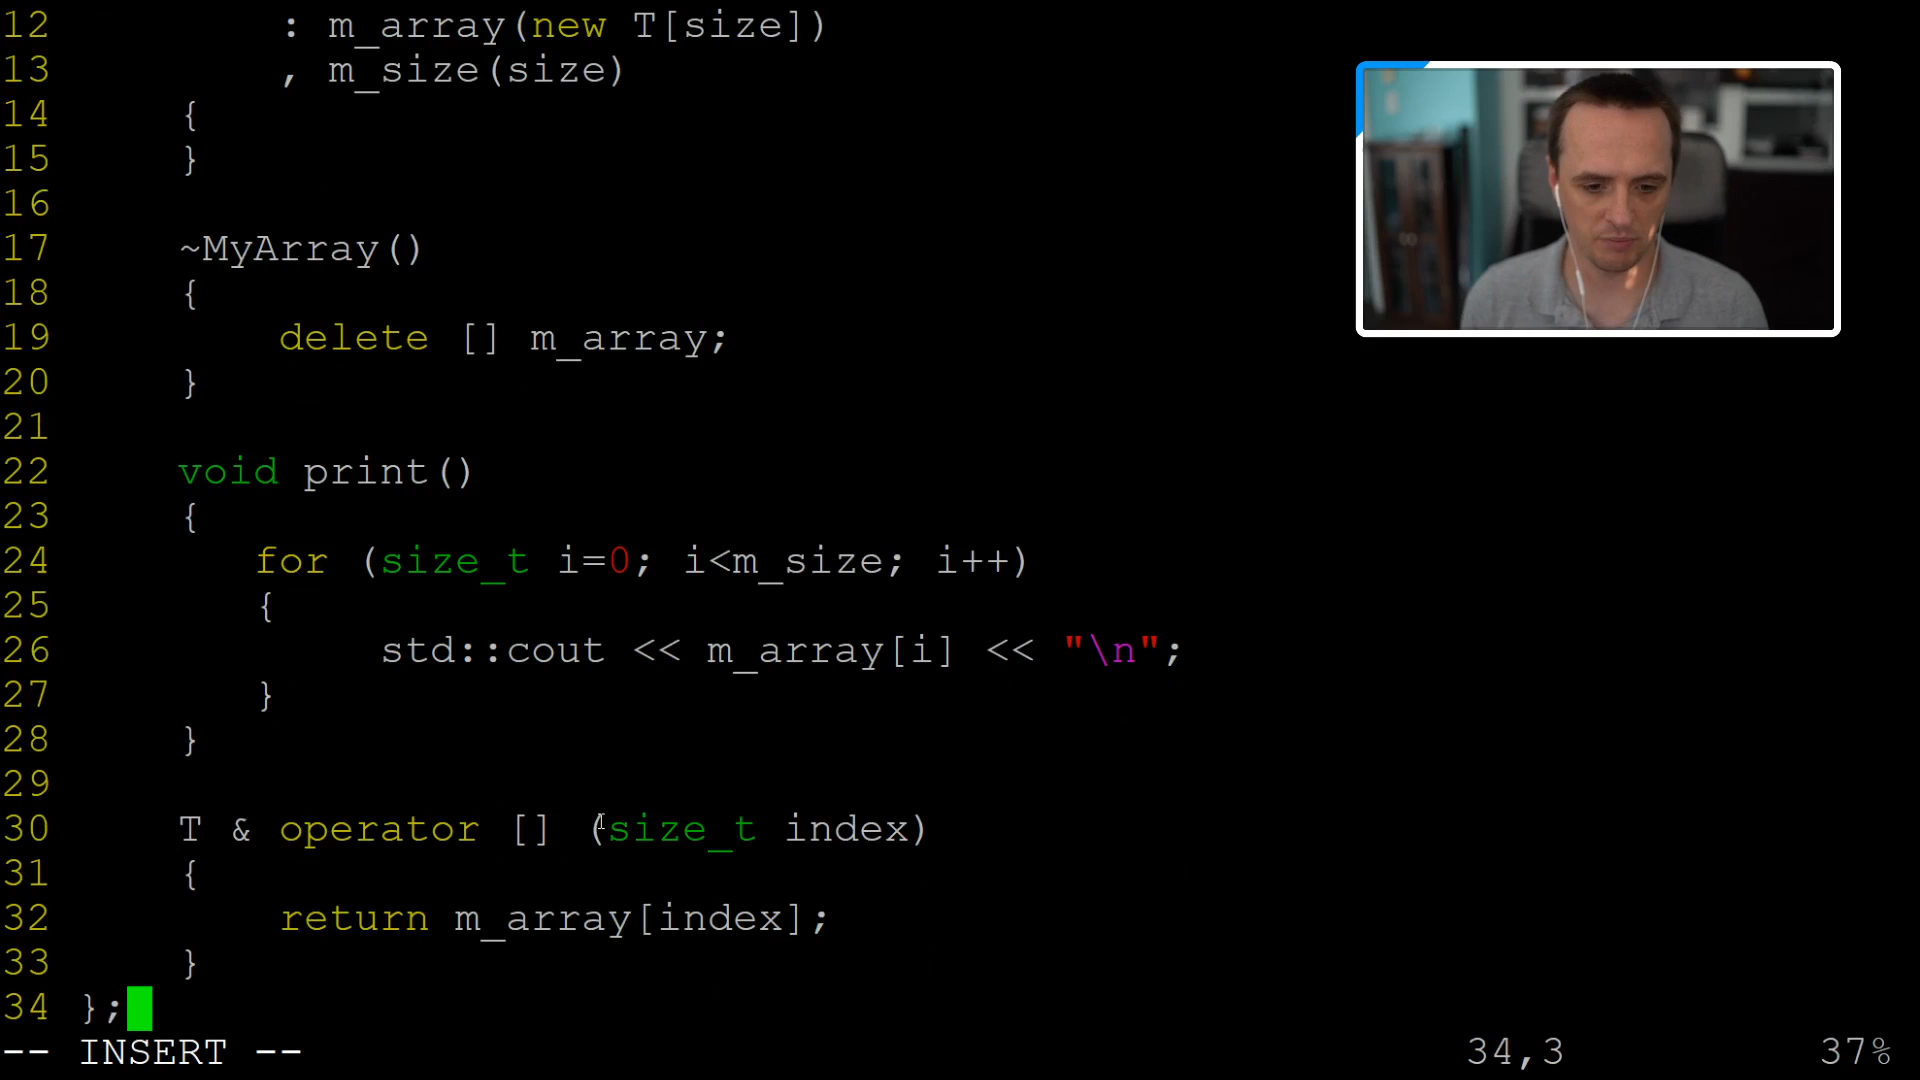 12 : m_array(new T[size])
13 , m_size(size)
14 {
15 }
16
17 ~MyArray()
18 {
19 delete [] m_array;
20 }
21
22 void print()
23 {
24 for (size_t i=0; i<m_size; i++)
25 {
26 std::cout << m_array[i] << "\n";
27 }
28 }
29
30 T & operator [] (size_t index)
31 {
32 return m_array[index];
33 }
34 };
-- INSERT -- 34,3 37%